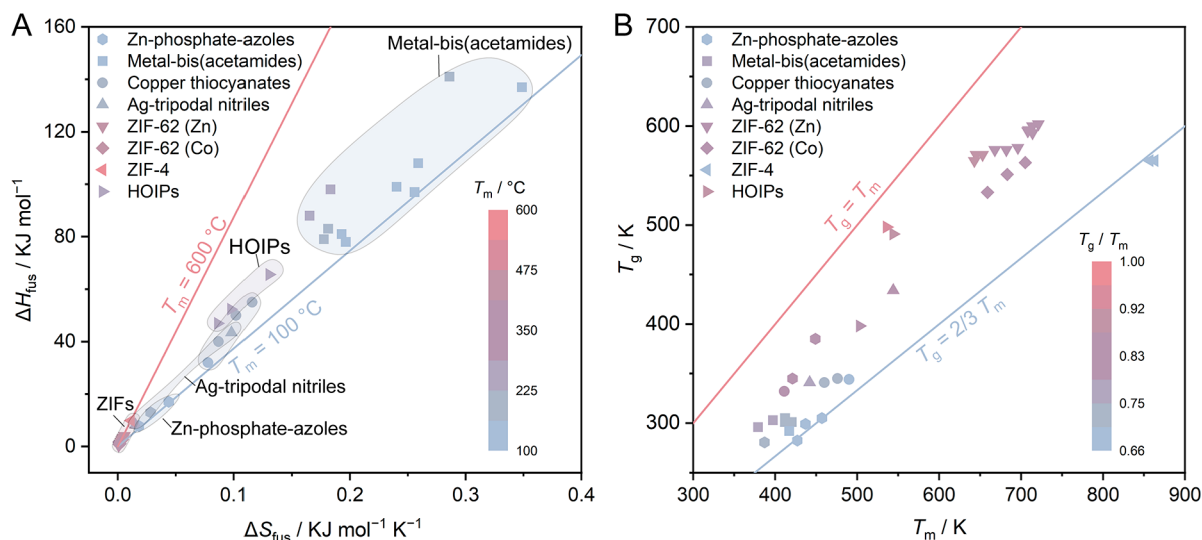 A
160
120
80
40
0
ΔHfus / KJ mol⁻¹
0.0
0.1
0.2
0.3
0.4
ΔSfus / KJ mol⁻¹ K⁻¹
Zn-phosphate-azoles
Metal-bis(acetamides)
Copper thiocyanates
Ag-tripodal nitriles
ZIF-62 (Zn)
ZIF-62 (Co)
ZIF-4
HOIPs
Metal-bis(acetamides)
Tm = 600 °C
HOIPs
Tm = 100 °C
Ag-tripodal nitriles
ZIFs
Zn-phosphate-azoles
Tm / °C
600
475
350
225
100
B
700
600
500
400
300
Tg / K
300
400
500
600
700
800
900
Tm / K
Zn-phosphate-azoles
Metal-bis(acetamides)
Copper thiocyanates
Ag-tripodal nitriles
ZIF-62 (Zn)
ZIF-62 (Co)
ZIF-4
HOIPs
Tg = Tm
Tg = 2/3 Tm
Tg / Tm
1.00
0.92
0.83
0.75
0.66